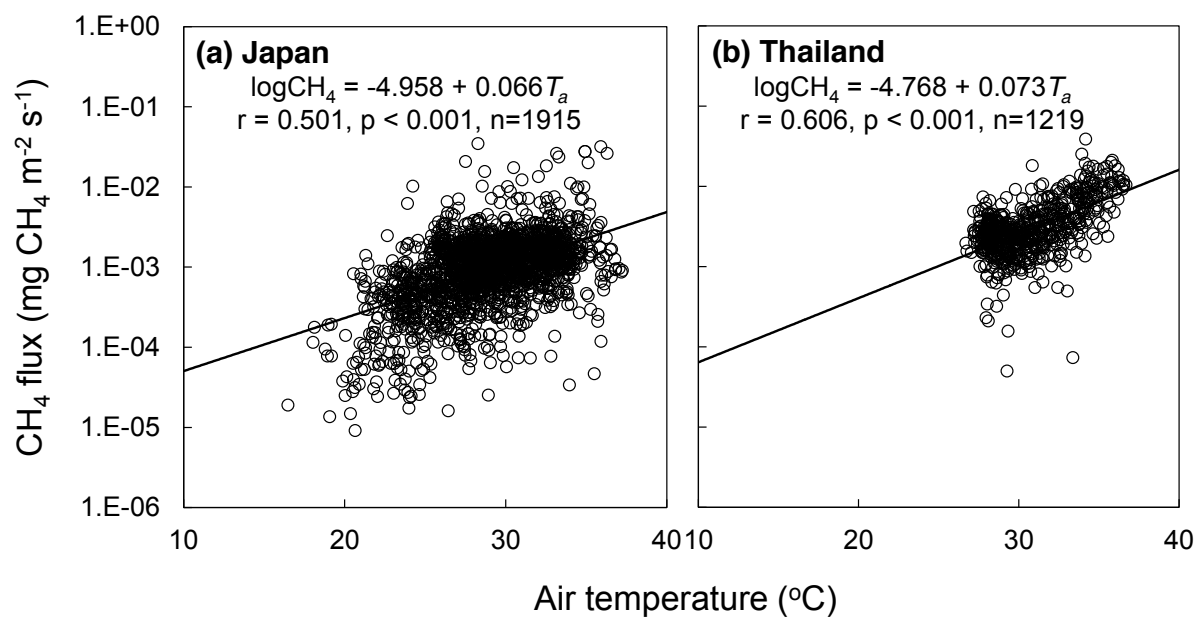 CH₄ flux (mg CH₄ m⁻² s⁻¹)
1.E+00
1.E-01
1.E-02
1.E-03
1.E-04
1.E-05
1.E-06
(a) Japan
logCH₄ = -4.958 + 0.066Tₐ
r = 0.501, p < 0.001, n=1915
10 20 30 40
(b) Thailand
logCH₄ = -4.768 + 0.073Tₐ
r = 0.606, p < 0.001, n=1219
10 20 30 40
Air temperature (ºC)